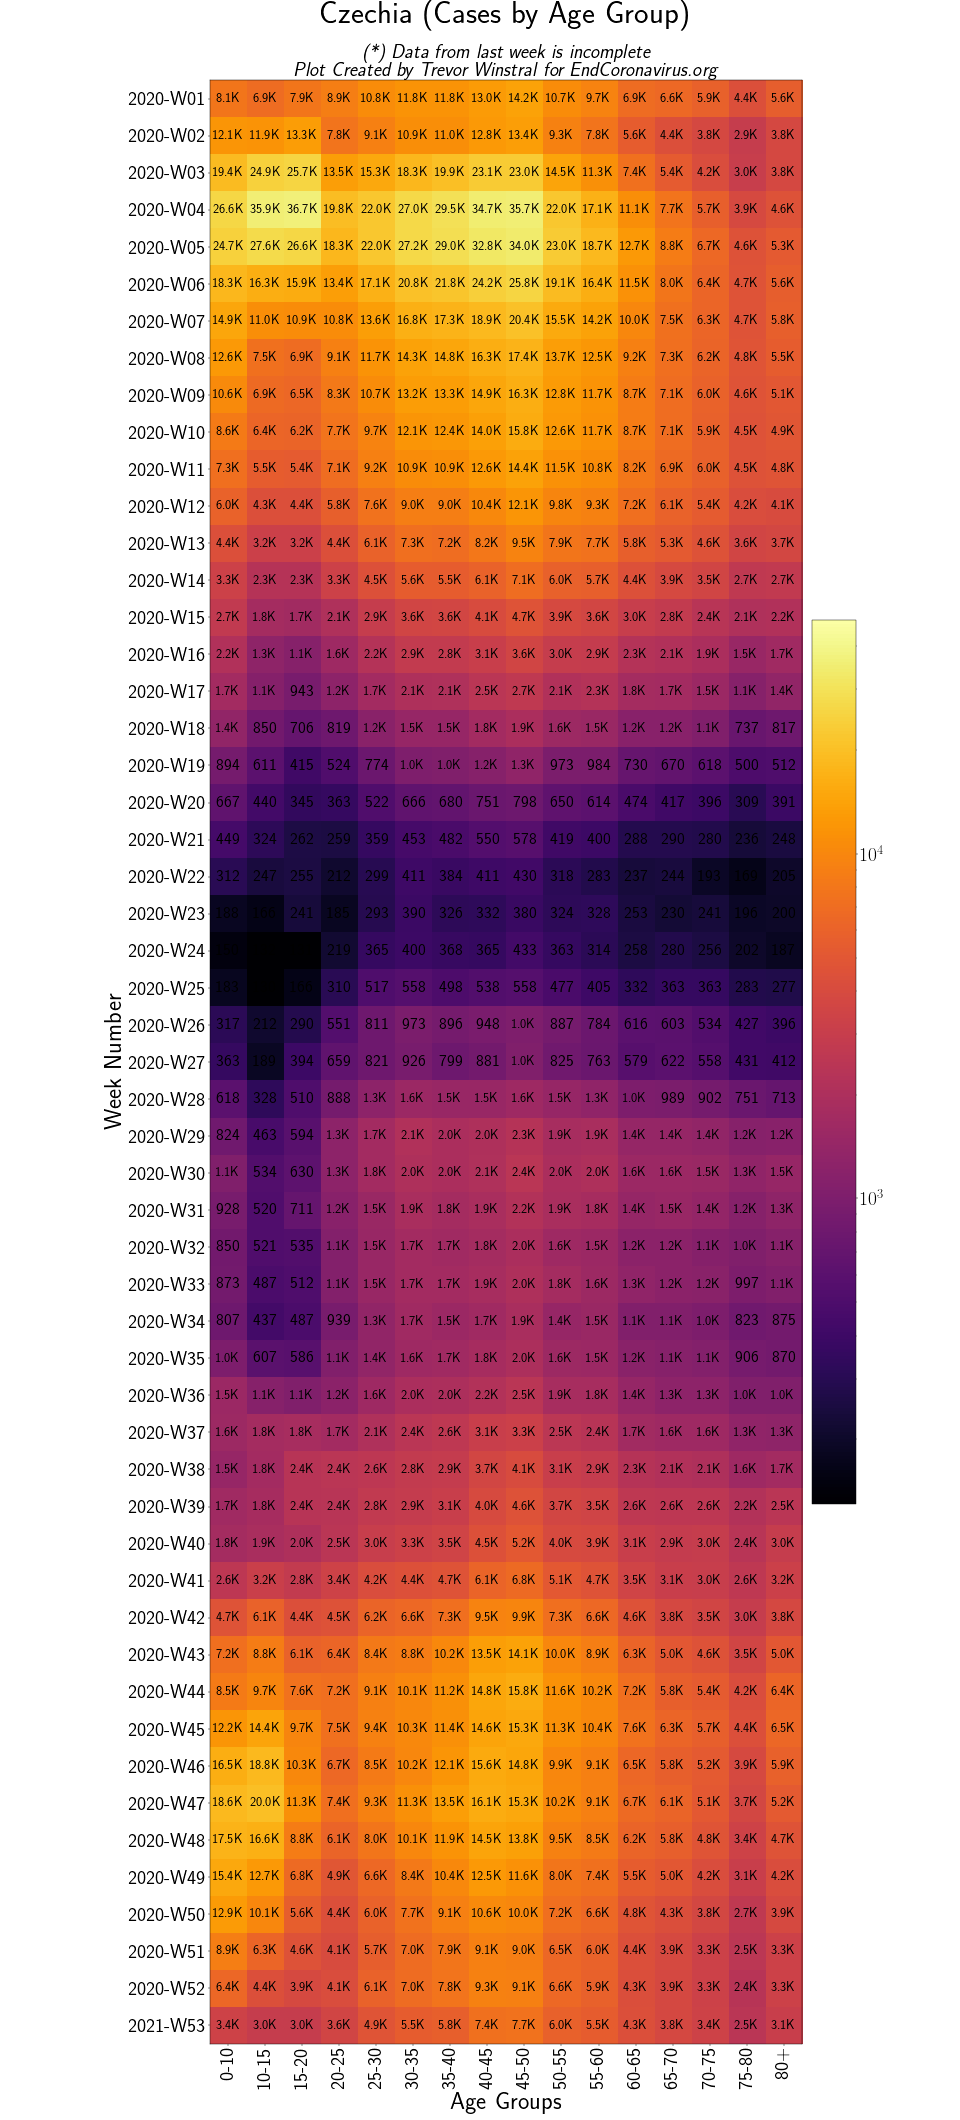 Czechia (Cases by Age Group)
(*) Data from last week is incomplete
Plot Created by Trevor Winstral for EndCoronavirus.org
2020-W01 8.1K 6.9K 7.9K 8.9K 10.8K 11.8K 11.8K 13.0K 14.2K 10.7K 9.7K 6.9K 6.6K 5.9K 4.4K 5.6K
2020-W02 12.1K 11.9K 13.3K 7.8K 9.1K 10.9K 11.0K 12.8K 13.4K 9.3K 7.8K 5.6K 4.4K 3.8K 2.9K 3.8K
2020-W03 19.4K 24.9K 25.7K 13.5K 15.3K 18.3K 19.9K 23.1K 23.0K 14.5K 11.3K 7.4K 5.4K 4.2K 3.0K 3.8K
2020-W04 26.6K 35.9K 36.7K 19.8K 22.0K 27.0K 29.5K 34.7K 35.7K 22.0K 17.1K 11.1K 7.7K 5.7K 3.9K 4.6K
2020-W05 24.7K 27.6K 26.6K 18.3K 22.0K 27.2K 29.0K 32.8K 34.0K 23.0K 18.7K 12.7K 8.8K 6.7K 4.6K 5.3K
2020-W06 18.3K 16.3K 15.9K 13.4K 17.1K 20.8K 21.8K 24.2K 25.8K 19.1K 16.4K 11.5K 8.0K 6.4K 4.7K 5.6K
2020-W07 14.9K 11.0K 10.9K 10.8K 13.6K 16.8K 17.3K 18.9K 20.4K 15.5K 14.2K 10.0K 7.5K 6.3K 4.7K 5.8K
2020-W08 12.6K 7.5K 6.9K 9.1K 11.7K 14.3K 14.8K 16.3K 17.4K 13.7K 12.5K 9.2K 7.3K 6.2K 4.8K 5.5K
2020-W09 10.6K 6.9K 6.5K 8.3K 10.7K 13.2K 13.3K 14.9K 16.3K 12.8K 11.7K 8.7K 7.1K 6.0K 4.6K 5.1K
2020-W10 8.6K 6.4K 6.2K 7.7K 9.7K 12.1K 12.4K 14.0K 15.8K 12.6K 11.7K 8.7K 7.1K 5.9K 4.5K 4.9K
2020-W11 7.3K 5.5K 5.4K 7.1K 9.2K 10.9K 10.9K 12.6K 14.4K 11.5K 10.8K 8.2K 6.9K 6.0K 4.5K 4.8K
2020-W12 6.0K 4.3K 4.4K 5.8K 7.6K 9.0K 9.0K 10.4K 12.1K 9.8K 9.3K 7.2K 6.1K 5.4K 4.2K 4.1K
2020-W13 4.4K 3.2K 3.2K 4.4K 6.1K 7.3K 7.2K 8.2K 9.5K 7.9K 7.7K 5.8K 5.3K 4.6K 3.6K 3.7K
2020-W14 3.3K 2.3K 2.3K 3.3K 4.5K 5.6K 5.5K 6.1K 7.1K 6.0K 5.7K 4.4K 3.9K 3.5K 2.7K 2.7K
2020-W15 2.7K 1.8K 1.7K 2.1K 2.9K 3.6K 3.6K 4.1K 4.7K 3.9K 3.6K 3.0K 2.8K 2.4K 2.1K 2.2K
2020-W16 2.2K 1.3K 1.1K 1.6K 2.2K 2.9K 2.8K 3.1K 3.6K 3.0K 2.9K 2.3K 2.1K 1.9K 1.5K 1.7K
2020-W17 1.7K 1.1K 943 1.2K 1.7K 2.1K 2.1K 2.5K 2.7K 2.1K 2.3K 1.8K 1.7K 1.5K 1.1K 1.4K
2020-W18 1.4K 850 706 819 1.2K 1.5K 1.5K 1.8K 1.9K 1.6K 1.5K 1.2K 1.2K 1.1K 737 817
2020-W19 894 611 415 524 774 1.0K 1.0K 1.2K 1.3K 973 984 730 670 618 500 512
2020-W20 667 440 345 363 522 666 680 751 798 650 614 474 417 396 309 391
2020-W21 449 324 262 259 359 453 482 550 578 419 400 288 290 280 236 248
2020-W22 312 247 255 212 299 411 384 411 430 318 283 237 244 193 169 205
2020-W23 188 241 185 293 390 326 332 380 324 328 253 230 241 196 200
2020-W24 219 365 400 368 365 433 363 314 258 280 256 202 187
2020-W25 183 310 517 558 498 538 558 477 405 332 363 363 283 277
2020-W26 317 212 290 551 811 973 896 948 1.0K 887 784 616 603 534 427 396
2020-W27 363 189 394 659 821 926 799 881 1.0K 825 763 579 622 558 431 412
2020-W28 618 328 510 888 1.3K 1.6K 1.5K 1.5K 1.6K 1.5K 1.3K 1.0K 989 902 751 713
2020-W29 824 463 594 1.3K 1.7K 2.1K 2.0K 2.0K 2.3K 1.9K 1.9K 1.4K 1.4K 1.4K 1.2K 1.2K
2020-W30 1.1K 534 630 1.3K 1.8K 2.0K 2.0K 2.1K 2.4K 2.0K 2.0K 1.6K 1.6K 1.5K 1.3K 1.5K
2020-W31 928 520 711 1.2K 1.5K 1.9K 1.8K 1.9K 2.2K 1.9K 1.8K 1.4K 1.5K 1.4K 1.2K 1.3K
2020-W32 850 521 535 1.1K 1.5K 1.7K 1.7K 1.8K 2.0K 1.6K 1.5K 1.2K 1.2K 1.1K 1.0K 1.1K
2020-W33 873 487 512 1.1K 1.5K 1.7K 1.7K 1.9K 2.0K 1.8K 1.6K 1.3K 1.2K 1.2K 997 1.1K
2020-W34 807 437 487 939 1.3K 1.7K 1.5K 1.7K 1.9K 1.4K 1.5K 1.1K 1.1K 1.0K 823 875
2020-W35 1.0K 607 586 1.1K 1.4K 1.6K 1.7K 1.8K 2.0K 1.6K 1.5K 1.2K 1.1K 1.1K 906 870
2020-W36 1.5K 1.1K 1.1K 1.2K 1.6K 2.0K 2.0K 2.2K 2.5K 1.9K 1.8K 1.4K 1.3K 1.3K 1.0K 1.0K
2020-W37 1.6K 1.8K 1.8K 1.7K 2.1K 2.4K 2.6K 3.1K 3.3K 2.5K 2.4K 1.7K 1.6K 1.6K 1.3K 1.3K
2020-W38 1.5K 1.8K 2.4K 2.4K 2.6K 2.8K 2.9K 3.7K 4.1K 3.1K 2.9K 2.3K 2.1K 2.1K 1.6K 1.7K
2020-W39 1.7K 1.8K 2.4K 2.4K 2.8K 2.9K 3.1K 4.0K 4.6K 3.7K 3.5K 2.6K 2.6K 2.6K 2.2K 2.5K
2020-W40 1.8K 1.9K 2.0K 2.5K 3.0K 3.3K 3.5K 4.5K 5.2K 4.0K 3.9K 3.1K 2.9K 3.0K 2.4K 3.0K
2020-W41 2.6K 3.2K 2.8K 3.4K 4.2K 4.4K 4.7K 6.1K 6.8K 5.1K 4.7K 3.5K 3.1K 3.0K 2.6K 3.2K
2020-W42 4.7K 6.1K 4.4K 4.5K 6.2K 6.6K 7.3K 9.5K 9.9K 7.3K 6.6K 4.6K 3.8K 3.5K 3.0K 3.8K
2020-W43 7.2K 8.8K 6.1K 6.4K 8.4K 8.8K 10.2K 13.5K 14.1K 10.0K 8.9K 6.3K 5.0K 4.6K 3.5K 5.0K
2020-W44 8.5K 9.7K 7.6K 7.2K 9.1K 10.1K 11.2K 14.8K 15.8K 11.6K 10.2K 7.2K 5.8K 5.4K 4.2K 6.4K
2020-W45 12.2K 14.4K 9.7K 7.5K 9.4K 10.3K 11.4K 14.6K 15.3K 11.3K 10.4K 7.6K 6.3K 5.7K 4.4K 6.5K
2020-W46 16.5K 18.8K 10.3K 6.7K 8.5K 10.2K 12.1K 15.6K 14.8K 9.9K 9.1K 6.5K 5.8K 5.2K 3.9K 5.9K
2020-W47 18.6K 20.0K 11.3K 7.4K 9.3K 11.3K 13.5K 16.1K 15.3K 10.2K 9.1K 6.7K 6.1K 5.1K 3.7K 5.2K
2020-W48 17.5K 16.6K 8.8K 6.1K 8.0K 10.1K 11.9K 14.5K 13.8K 9.5K 8.5K 6.2K 5.8K 4.8K 3.4K 4.7K
2020-W49 15.4K 12.7K 6.8K 4.9K 6.6K 8.4K 10.4K 12.5K 11.6K 8.0K 7.4K 5.5K 5.0K 4.2K 3.1K 4.2K
2020-W50 12.9K 10.1K 5.6K 4.4K 6.0K 7.7K 9.1K 10.6K 10.0K 7.2K 6.6K 4.8K 4.3K 3.8K 2.7K 3.9K
2020-W51 8.9K 6.3K 4.6K 4.1K 5.7K 7.0K 7.9K 9.1K 9.0K 6.5K 6.0K 4.4K 3.9K 3.3K 2.5K 3.3K
2020-W52 6.4K 4.4K 3.9K 4.1K 6.1K 7.0K 7.8K 9.3K 9.1K 6.6K 5.9K 4.3K 3.9K 3.3K 2.4K 3.3K
2021-W53 3.4K 3.0K 3.0K 3.6K 4.9K 5.5K 5.8K 7.4K 7.7K 6.0K 5.5K 4.3K 3.8K 3.4K 2.5K 3.1K
0-10 10-15 15-20 20-25 25-30 30-35 35-40 40-45 45-50 50-55 55-60 60-65 65-70 70-75 75-80 80+
Age Groups
Week Number
10⁴
10³